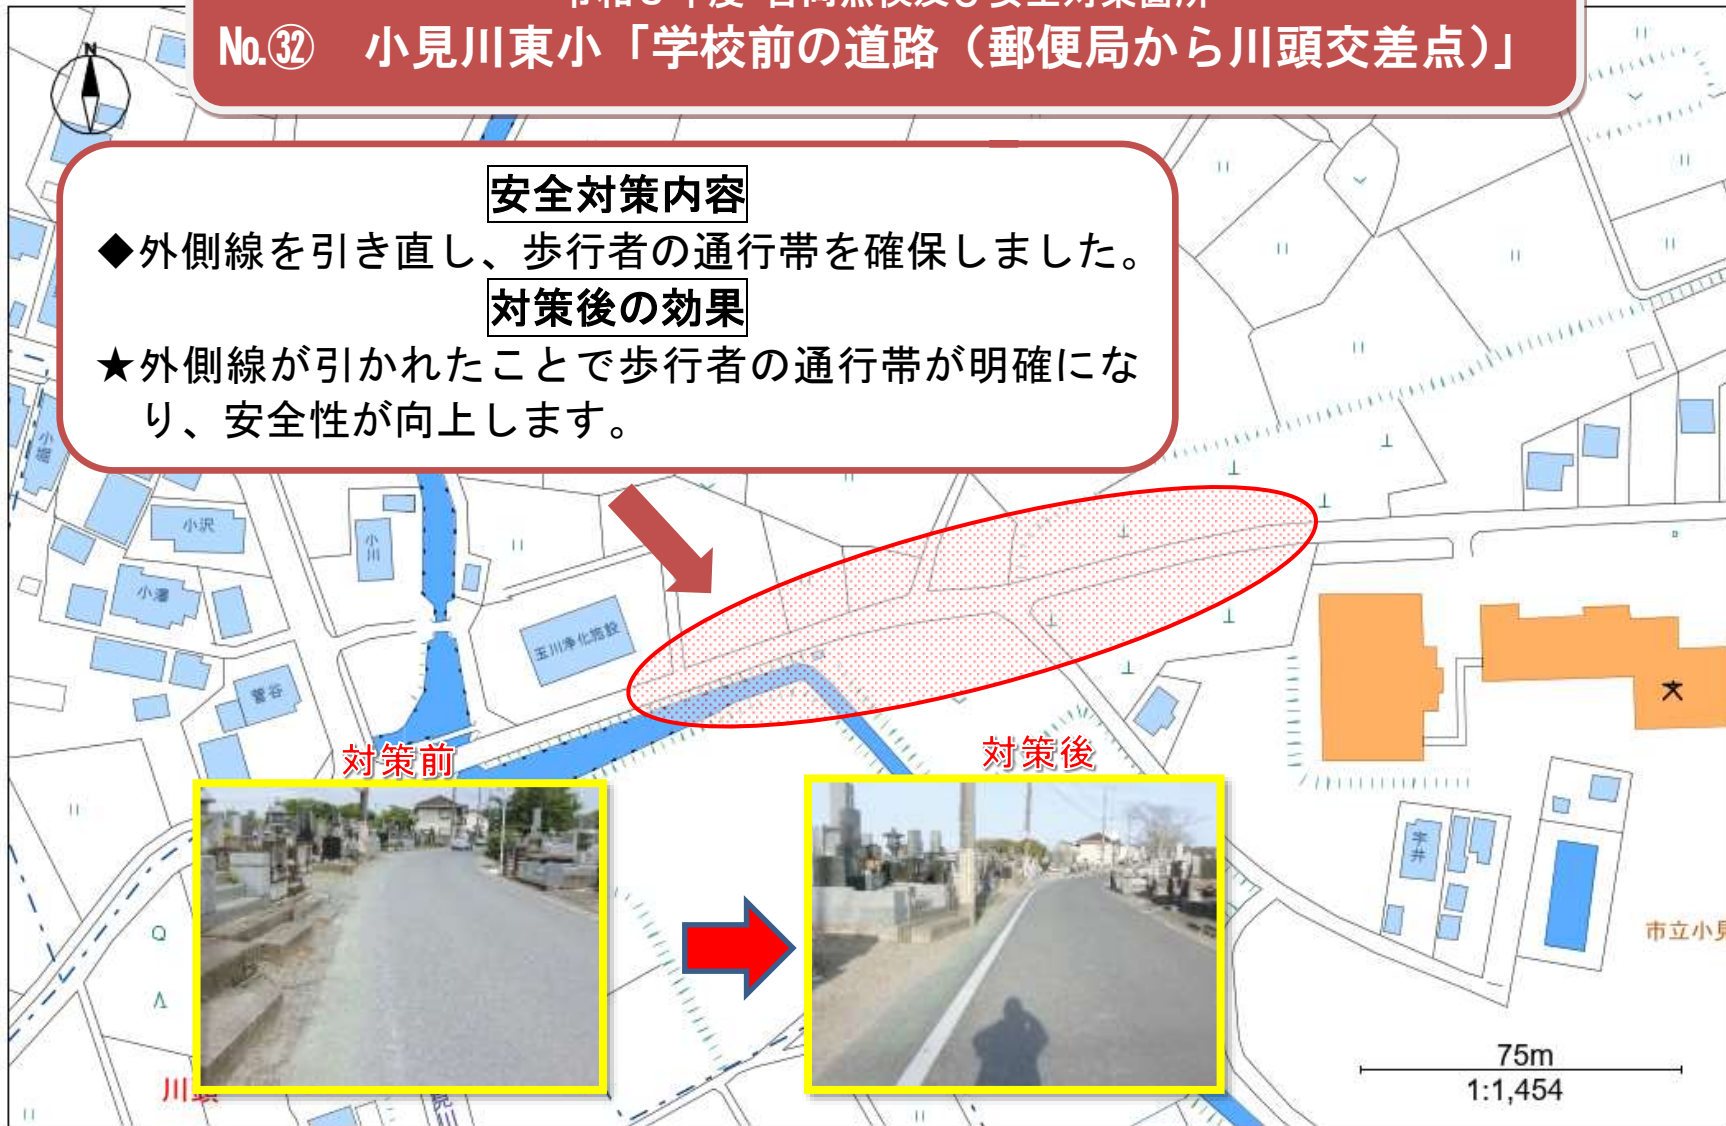 No.㉜　小見川東小「学校前の道路（郵便局から川頭交差点）」
安全対策内容
◆外側線を引き直し、歩行者の通行帯を確保しました。
対策後の効果
★外側線が引かれたことで歩行者の通行帯が明確にな
り、安全性が向上します。
小沢
小川
小澤
玉川浄化施設
菅谷
対策前
対策後
宇井
市立小見
川頭
75m
1:1,454
N